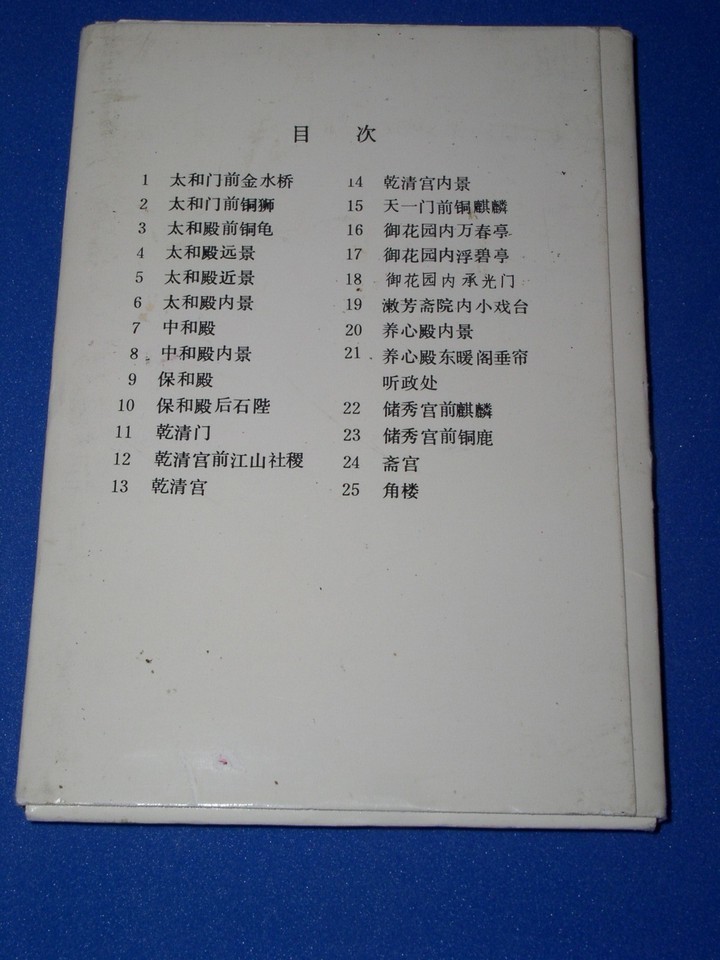 目 次
1 太和门前金水桥
2 太和门前铜狮
3 太和殿前铜龟
4 太和殿远景
5 太和殿近景
6 太和殿内景
7 中和殿
8 中和殿内景
9 保和殿
10 保和殿后石陛
11 乾清门
12 乾清宫前江山社稷
13 乾清宫
14 乾清宫内景
15 天一门前铜麒麟
16 御花园内万春亭
17 御花园内浮碧亭
18 御花园内承光门
19 漱芳斋院内小戏台
20 养心殿内景
21 养心殿东暖阁垂帘
听政处
22 储秀宫前麒麟
23 储秀宫前铜鹿
24 斋宫
25 角楼